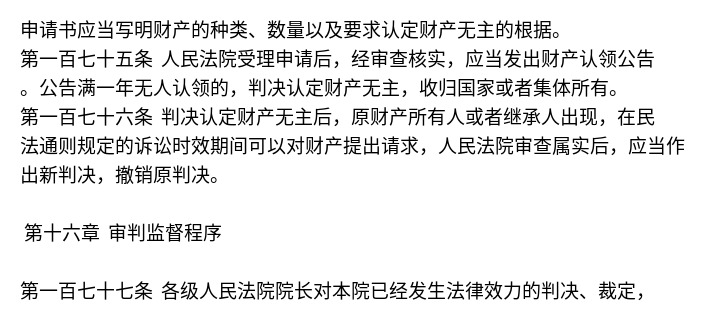 申请书应当写明财产的种类、数量以及要求认定财产无主的根据。
第一百七十五条 人民法院受理申请后，经审查核实，应当发出财产认领公告
。公告满一年无人认领的，判决认定财产无主，收归国家或者集体所有。
第一百七十六条 判决认定财产无主后，原财产所有人或者继承人出现，在民
法通则规定的诉讼时效期间可以对财产提出请求，人民法院审查属实后，应当作
出新判决，撤销原判决。
第十六章 审判监督程序
第一百七十七条 各级人民法院院长对本院已经发生法律效力的判决、裁定，